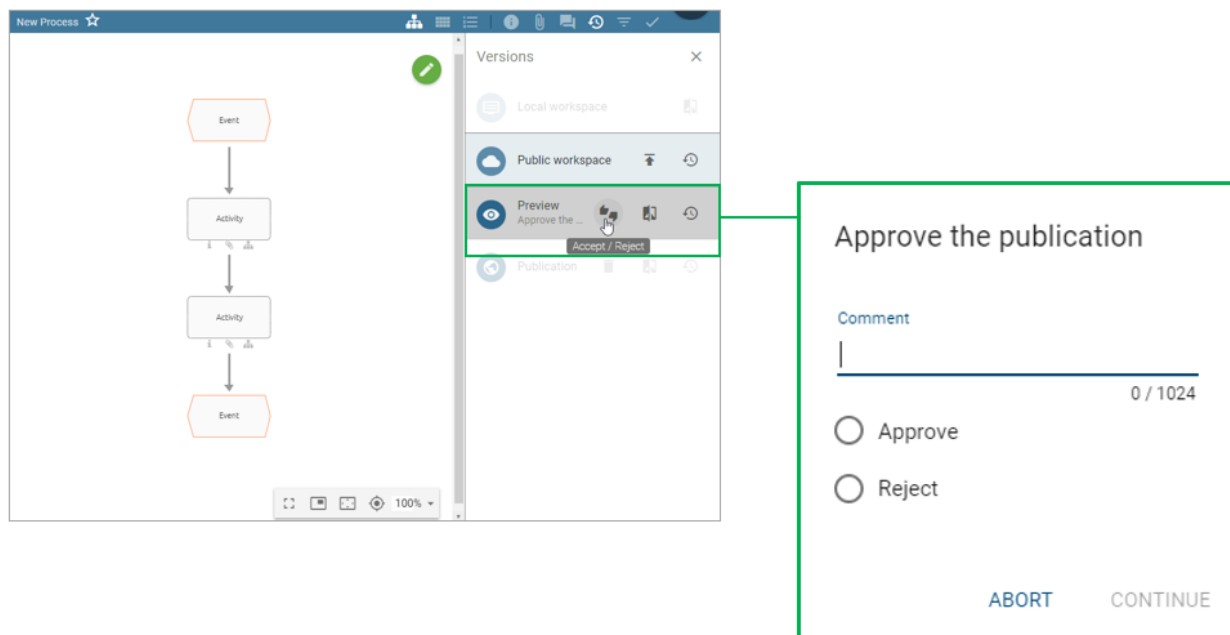 New Process
Versions
Local workspace
Event
Public workspace
Preview
Approve the ...
Activity
Accept / Reject
Publication
Activity
Event
100%
Approve the publication
Comment
0 / 1024
Approve
Reject
ABORT CONTINUE